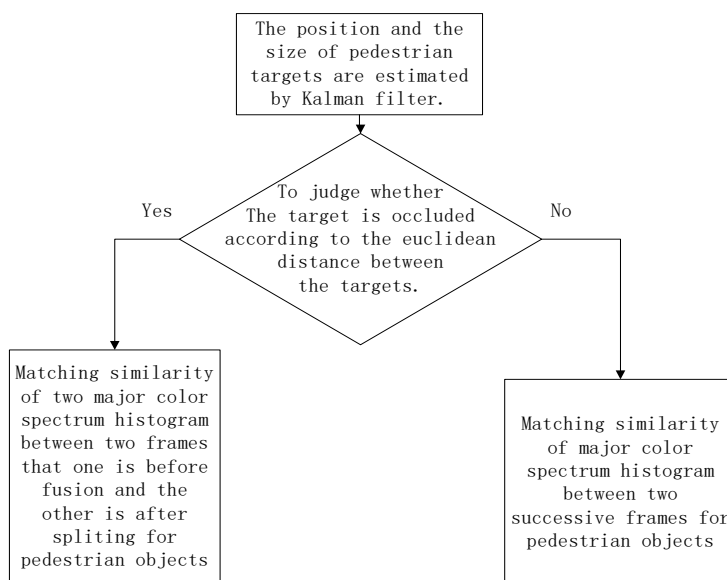 The position and the
size of pedestrian
targets are estimated
by Kalman filter.
To judge whether
The target is occluded
according to the euclidean
distance between
the targets.
Yes
No
Matching similarity
of two major color
spectrum histogram
between two frames
that one is before
fusion and the
other is after
spliting for
pedestrian objects
Matching similarity
of major color
spectrum histogram
between two
successive frames for
pedestrian objects